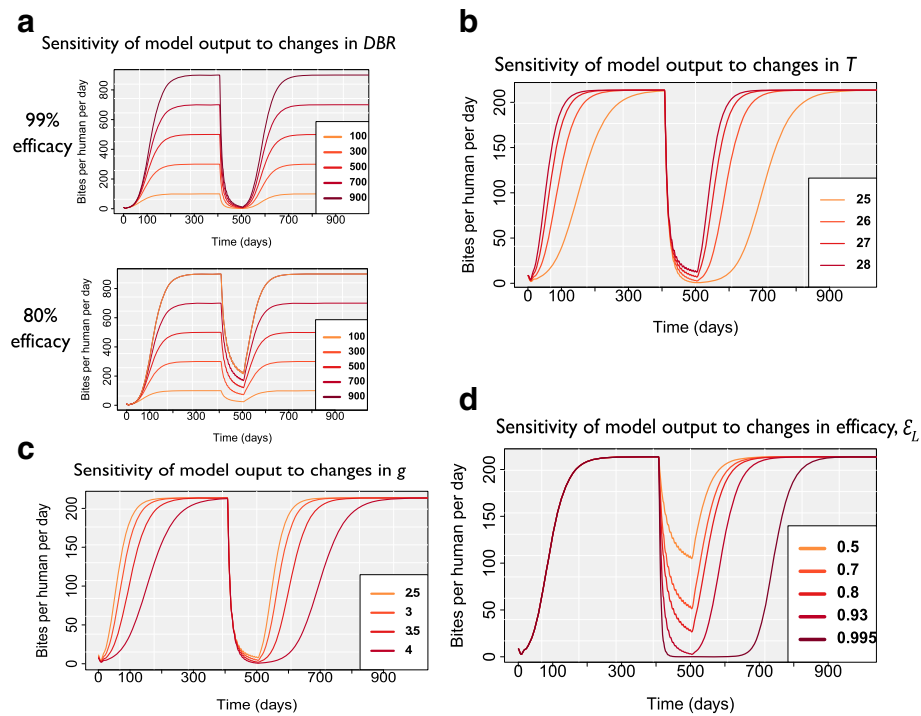 a
Sensitivity of model output to changes in DBR
99%
efficacy
Bites per human per day
0 200 400 600 800
0 100 300 500 700 900
Time (days)
100
300
500
700
900
80%
efficacy
Bites per human per day
0 200 400 600 800
0 100 300 500 700 900
Time (days)
100
300
500
700
900
b
Sensitivity of model output to changes in T
Bites per human per day
0 50 100 150 200
0 100 300 500 700 900
Time (days)
25
26
27
28
c
Sensitivity of model ouput to changes in g
Bites per human per day
0 50 100 150 200
0 100 300 500 700 900
Time (days)
2.5
3
3.5
4
d
Sensitivity of model output to changes in efficacy, ℰL
Bites per human per day
0 50 100 150 200
0 100 300 500 700 900
Time (days)
0.5
0.7
0.8
0.93
0.995